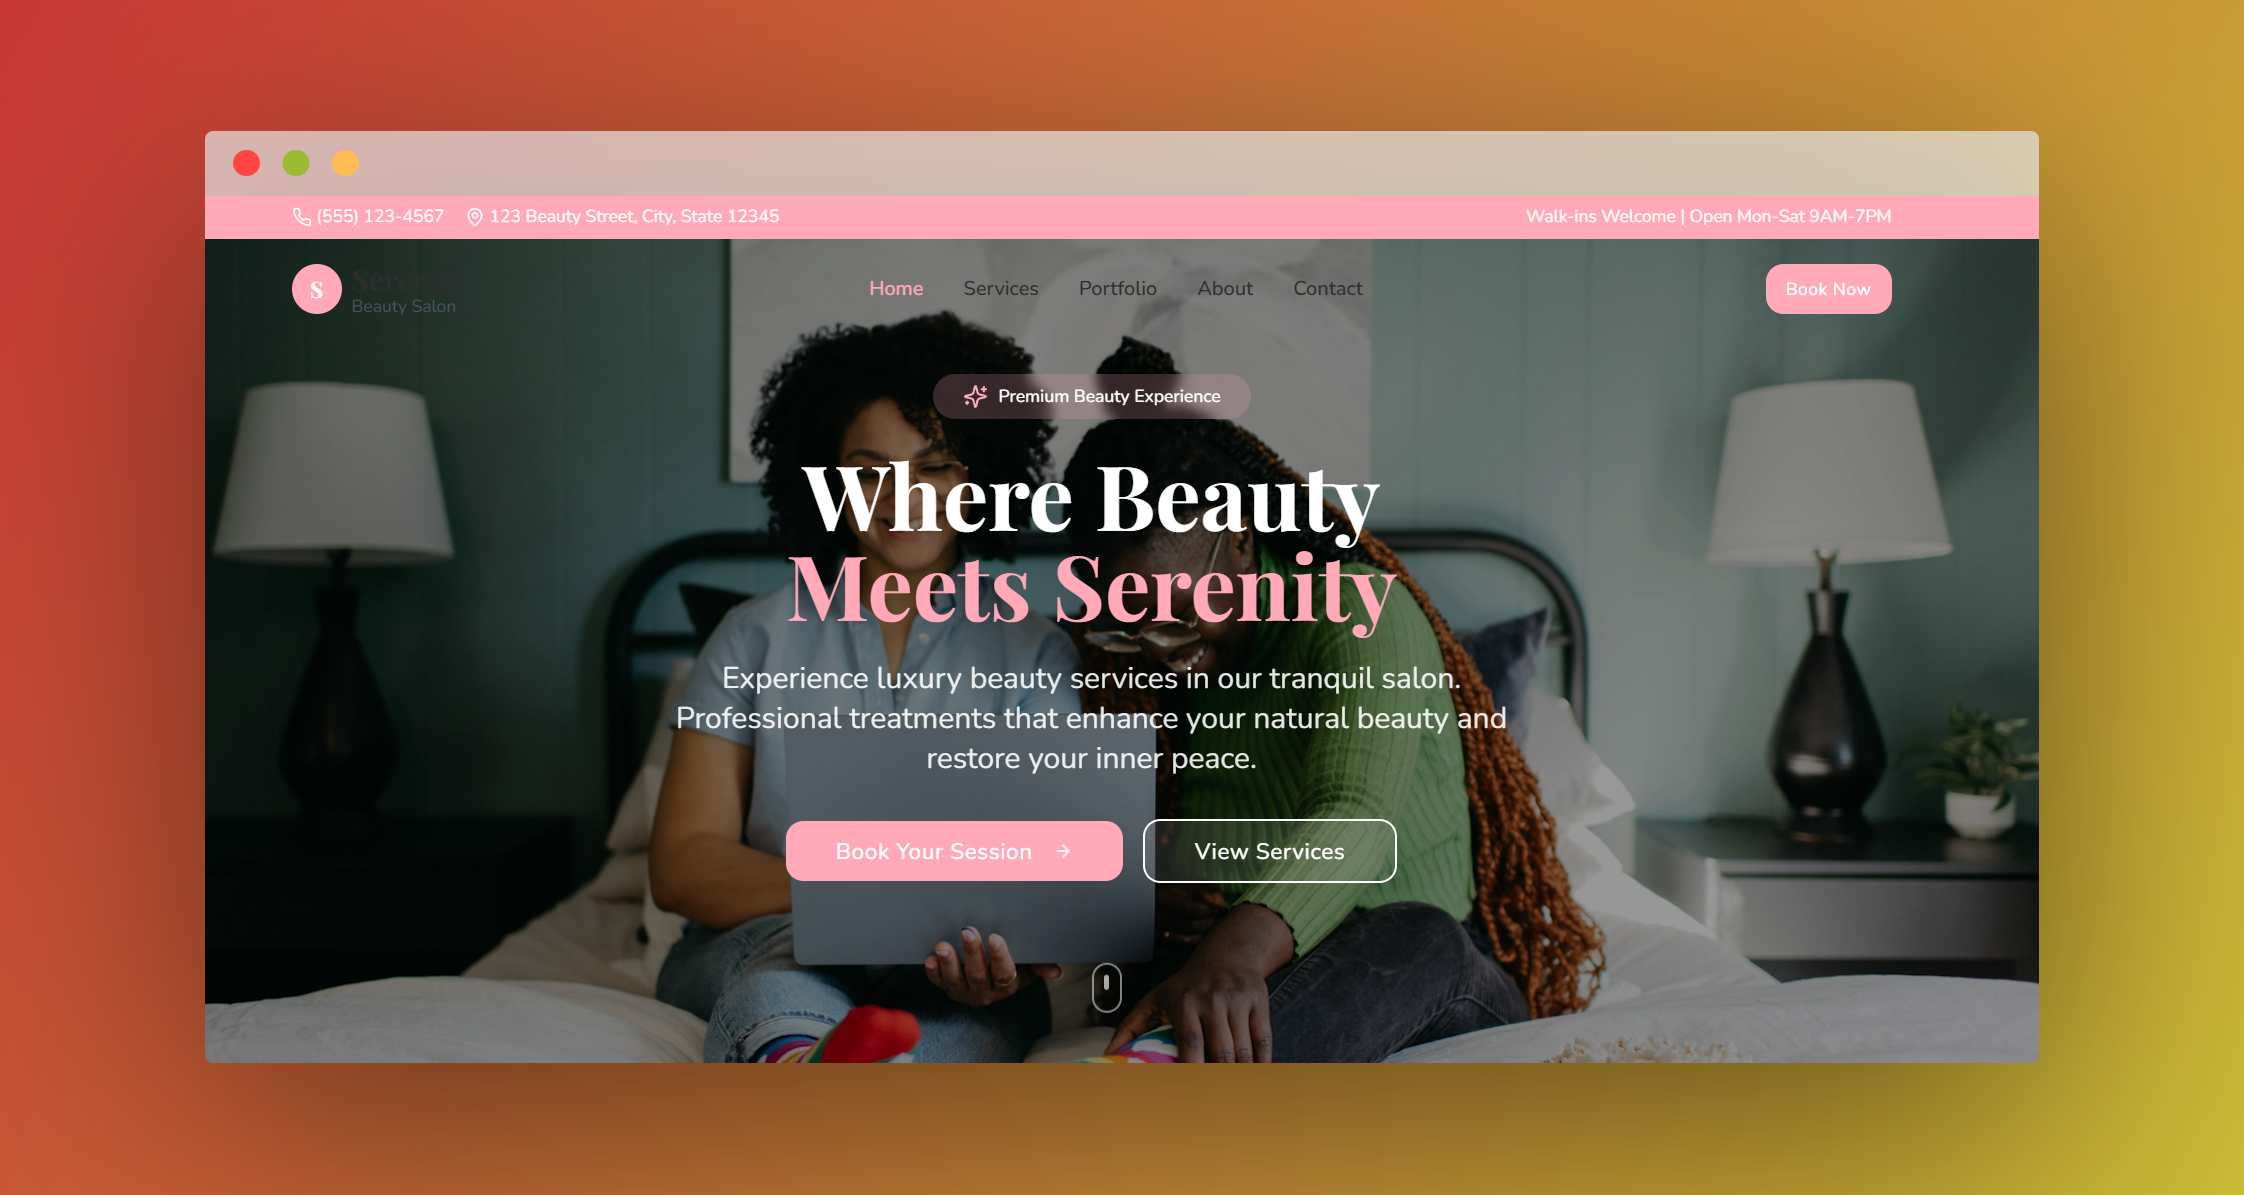 (555) 123-4567
123 Beauty Street, City, State 12345
Walk-ins Welcome | Open Mon-Sat 9AM-7PM
S
Serenity
Beauty Salon
Home
Services
Portfolio
About
Contact
Book Now
Premium Beauty Experience
Where Beauty
Meets Serenity
Experience luxury beauty services in our tranquil salon.
Professional treatments that enhance your natural beauty and
restore your inner peace.
Book Your Session
View Services